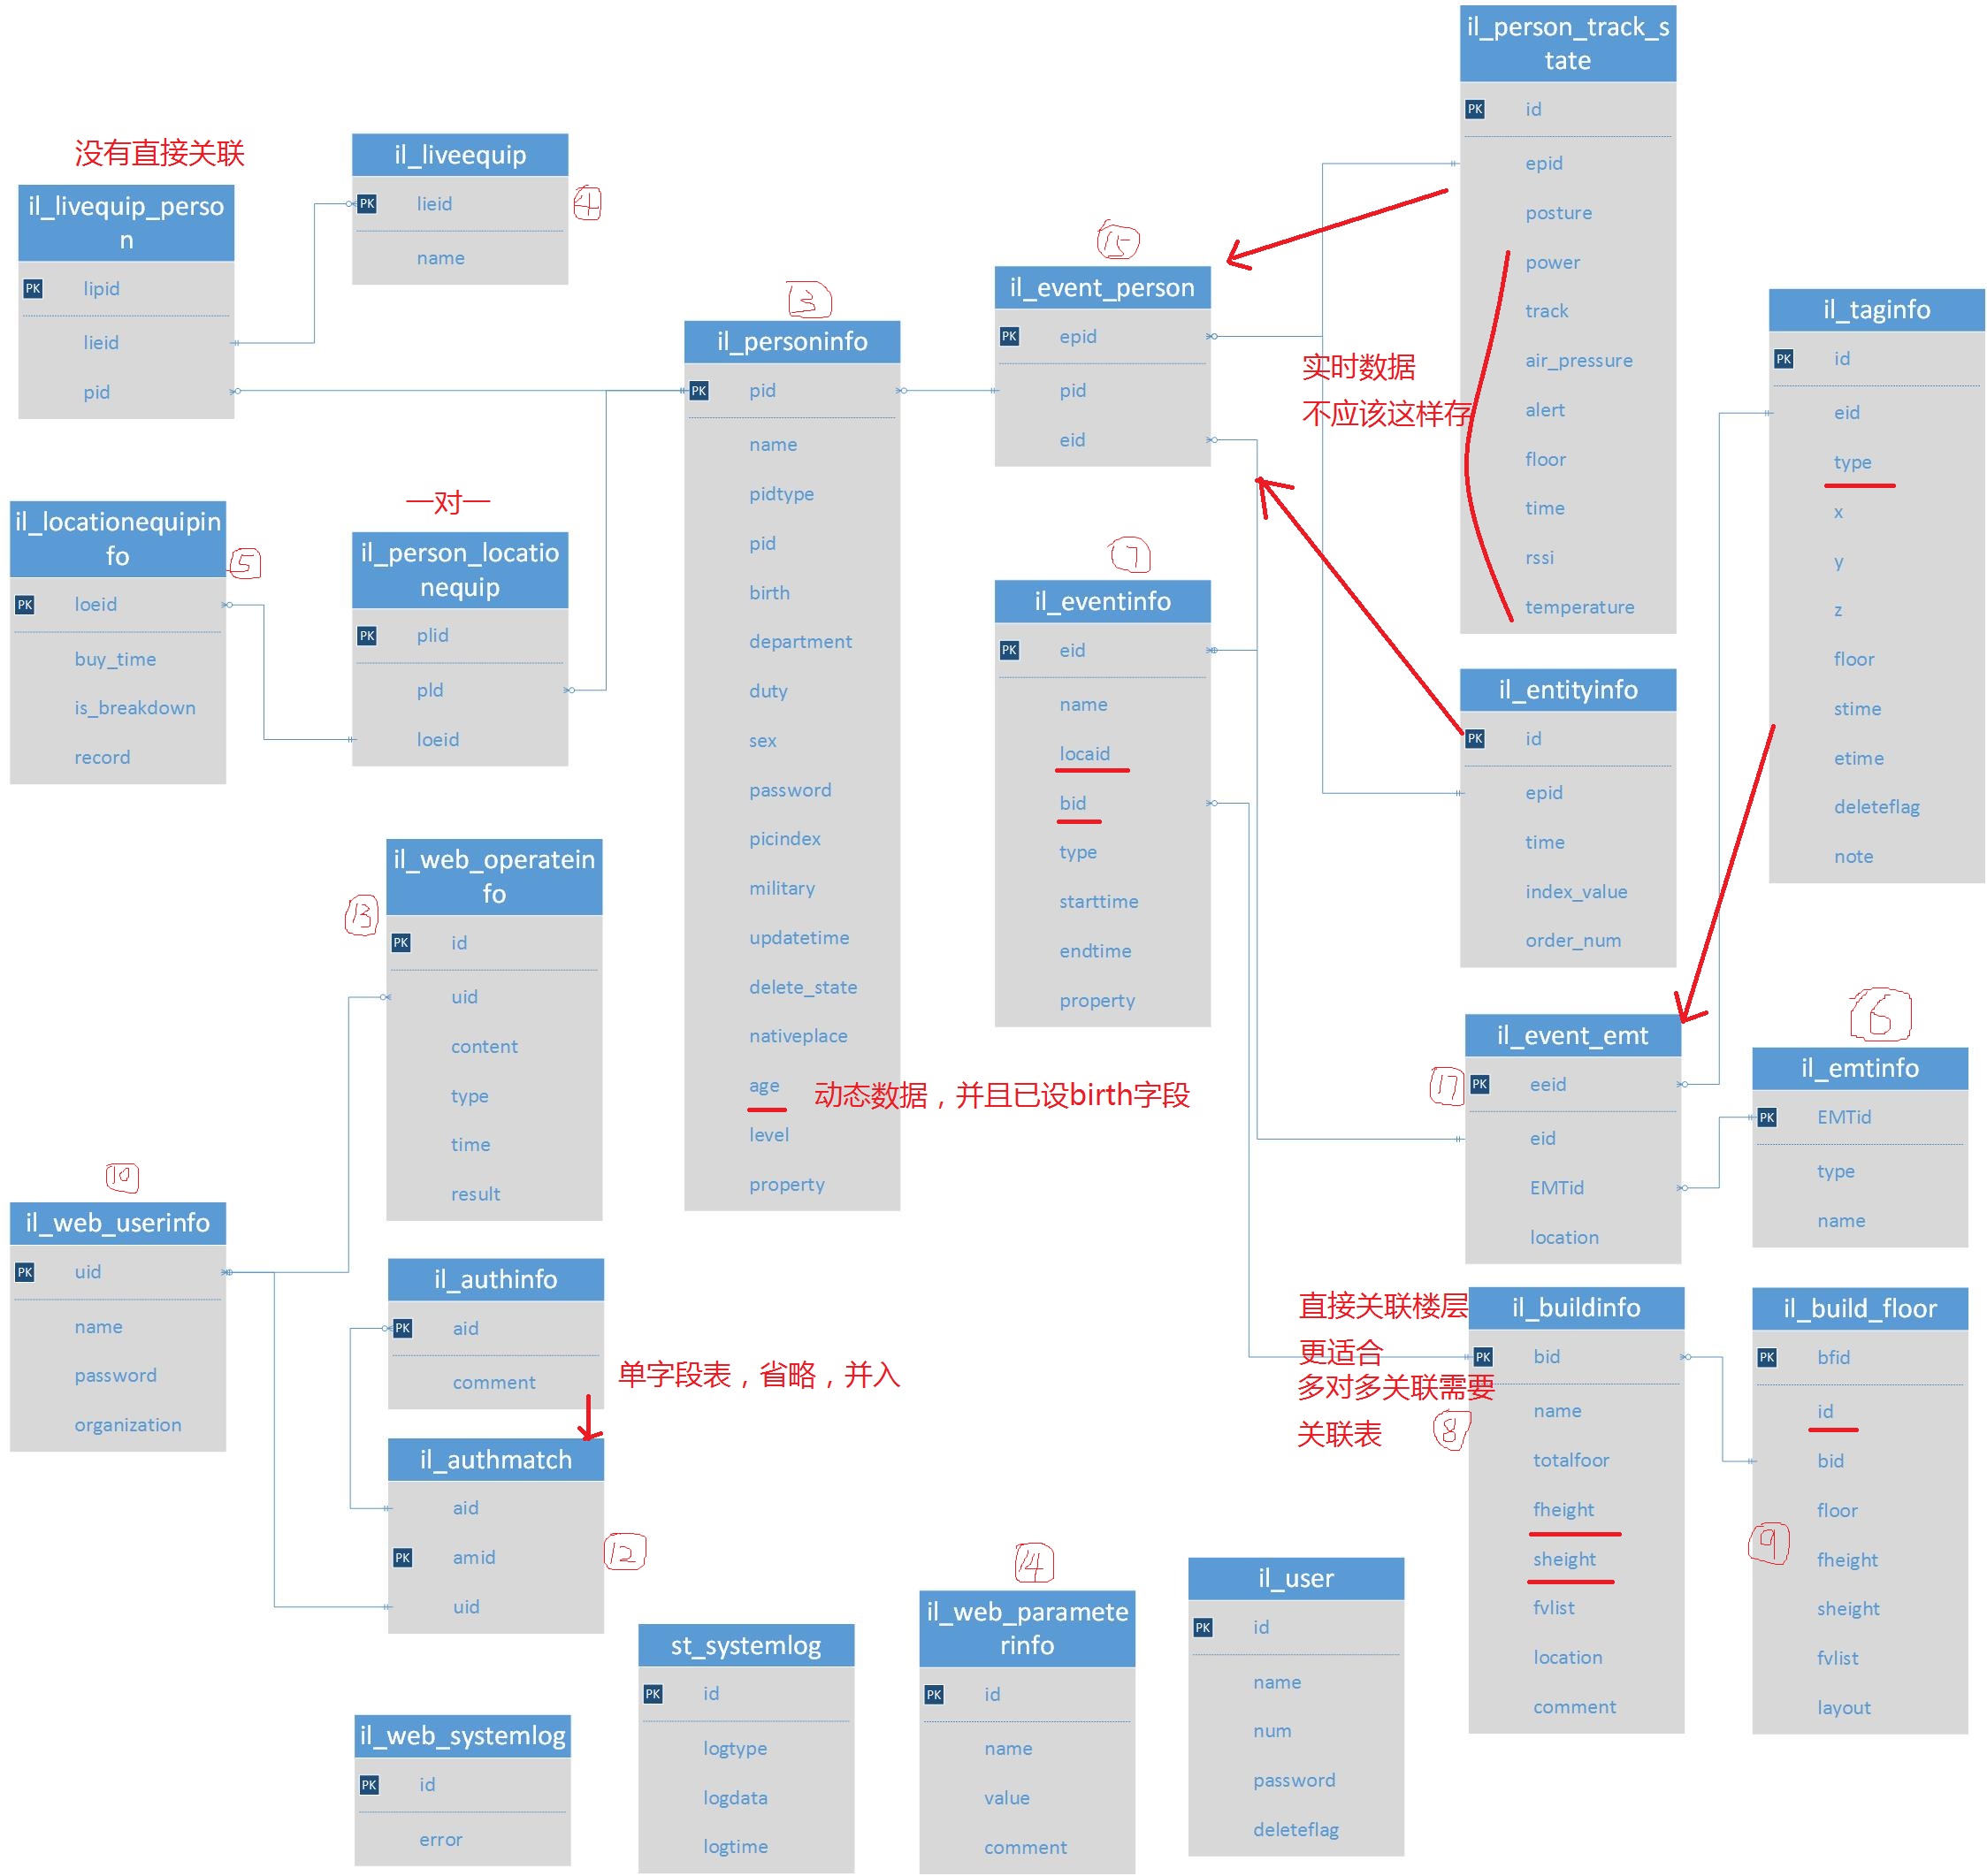 没有直接关联
il_livequip_perso
n
PK lipid
lieid
pid
il_liveequip
PK lieid
name
4
il_locationequipin
fo
5
PK loeid
buy_time
is_breakdown
record
一对一
il_person_locatio
nequip
PK plid
pId
loeid
3
il_personinfo
PK pid
name
pidtype
pid
birth
department
duty
sex
password
picindex
military
updatetime
delete_state
nativeplace
age
动态数据，并且已设birth字段
level
property
15
il_event_person
PK epid
pid
eid
il_eventinfo
PK eid
name
locaid
bid
type
starttime
endtime
property
il_person_track_s
tate
PK id
epid
posture
power
track
air_pressure
alert
floor
time
rssi
temperature
实时数据
不应该这样存
il_taginfo
PK id
eid
type
x
y
z
floor
stime
etime
deleteflag
note
il_entityinfo
PK id
epid
time
index_value
order_num
il_event_emt
17
PK eeid
eid
EMTid
location
6
il_emtinfo
PK EMTid
type
name
il_web_operateinfo
13
PK id
uid
content
type
time
result
10
il_web_userinfo
PK uid
name
password
organization
il_authinfo
PK aid
comment
单字段表，省略，并入
il_authmatch
aid
PK amid
uid
12
直接关联楼层
更适合
多对多关联需要
关联表
8
il_buildinfo
PK bid
name
totalfoor
fheight
sheight
fvlist
location
comment
il_build_floor
PK bfid
id
bid
floor
fheight
sheight
fvlist
layout
9
il_web_systemlog
PK id
error
st_systemlog
PK id
logtype
logdata
logtime
14
il_web_paramete
rinfo
PK id
name
value
comment
il_user
PK id
name
num
password
deleteflag